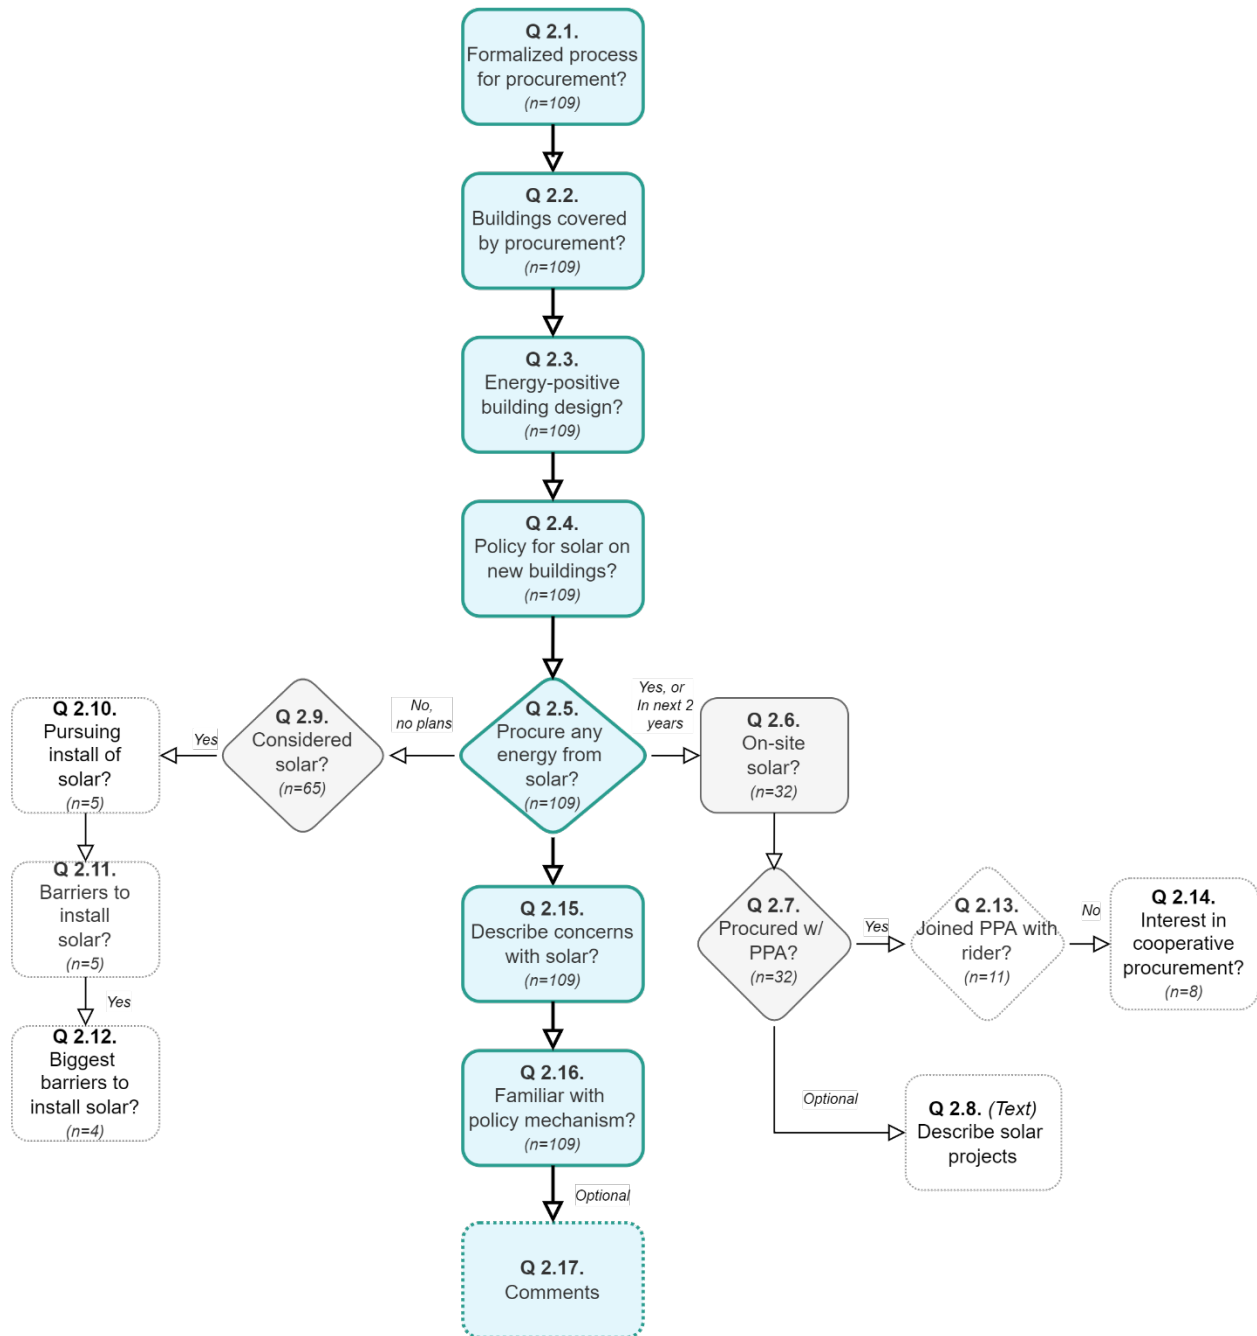 Q 2.1.
Formalized process
for procurement?
(n=109)
Q 2.2.
Buildings covered
by procurement?
(n=109)
Q 2.3.
Energy-positive
building design?
(n=109)
Q 2.4.
Policy for solar on
new buildings?
(n=109)
Q 2.5.
Procure any
energy from
solar?
(n=109)
No,
no plans
Q 2.9.
Considered
solar?
(n=65)
Yes
Q 2.10.
Pursuing
install of
solar?
(n=5)
Q 2.11.
Barriers to
install
solar?
(n=5)
Yes
Q 2.12.
Biggest
barriers to
install solar?
(n=4)
Yes, or
In next 2
years
Q 2.6.
On-site
solar?
(n=32)
Q 2.7.
Procured w/
PPA?
(n=32)
Yes
Q 2.13.
Joined PPA with
rider?
(n=11)
No
Q 2.14.
Interest in
cooperative
procurement?
(n=8)
Optional
Q 2.8. (Text)
Describe solar
projects
Q 2.15.
Describe concerns
with solar?
(n=109)
Q 2.16.
Familiar with
policy mechanism?
(n=109)
Optional
Q 2.17.
Comments